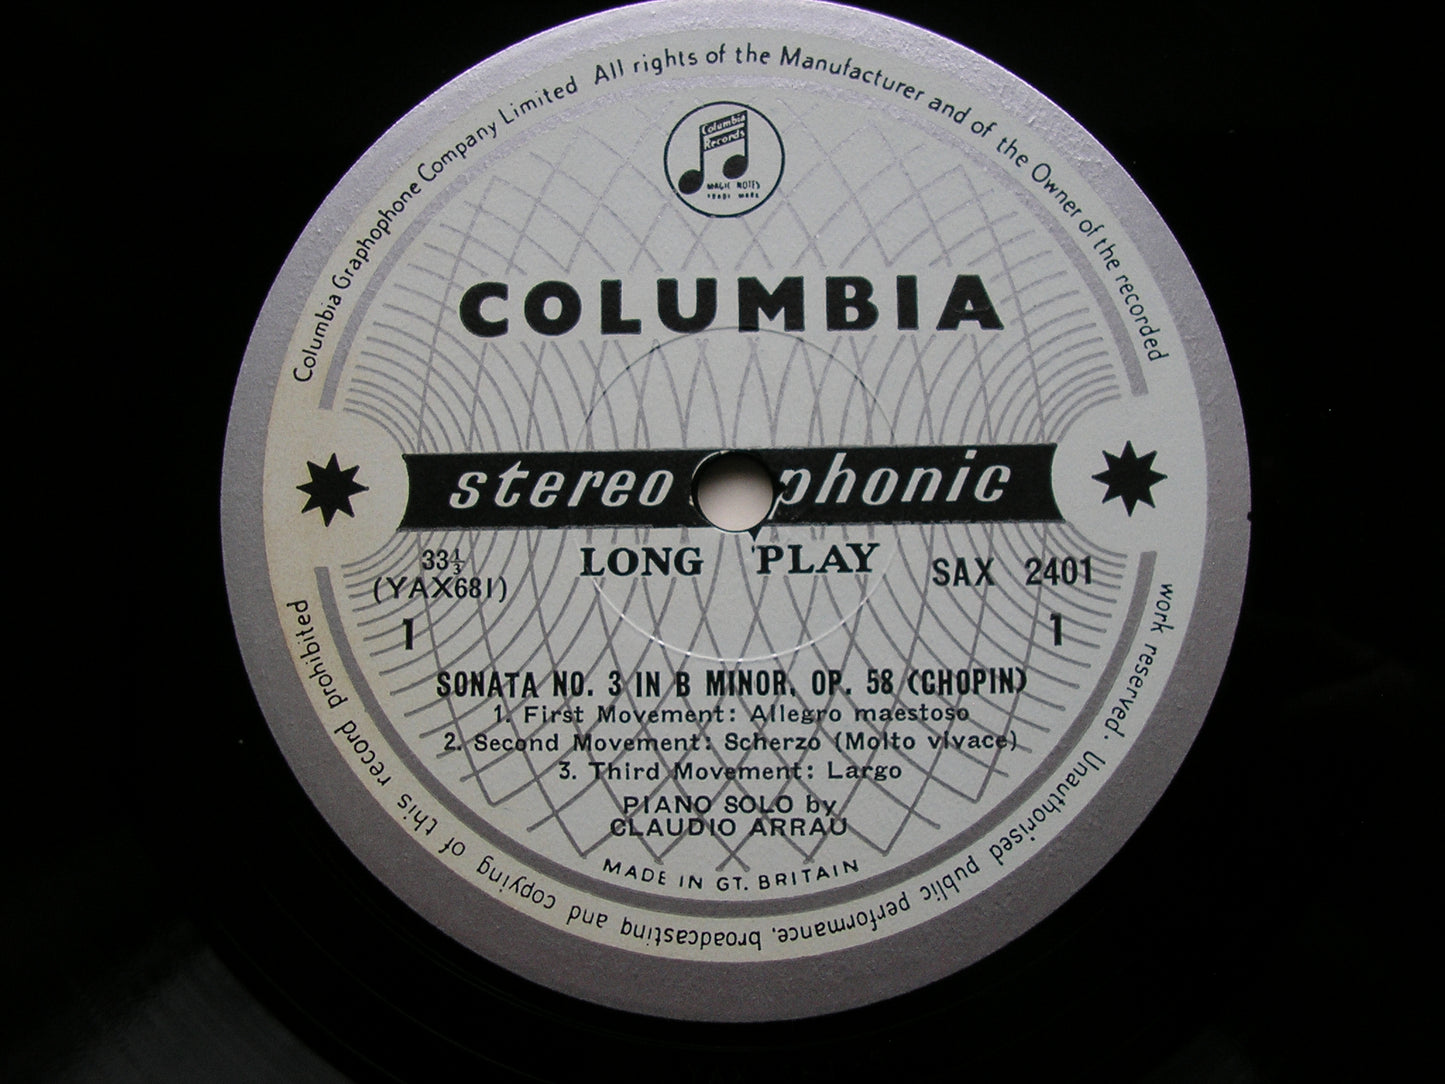 Columbia Graphophone Company Limited All rights of the Manufacturer and of the Owner of the recorded
work reserved · Unauthorised public performance, broadcasting and copying of this record prohibited
Columbia
Records
MAGIC NOTES
TRADE MARK
COLUMBIA
stereophonic
LONG PLAY
33⅓
(YAX681)
1
SAX 2401
1
SONATA NO. 3 IN B MINOR, OP. 58 (CHOPIN)
1. First Movement: Allegro maestoso
2. Second Movement: Scherzo (Molto vivace)
3. Third Movement: Largo
PIANO SOLO by
CLAUDIO ARRAU
MADE IN GT. BRITAIN